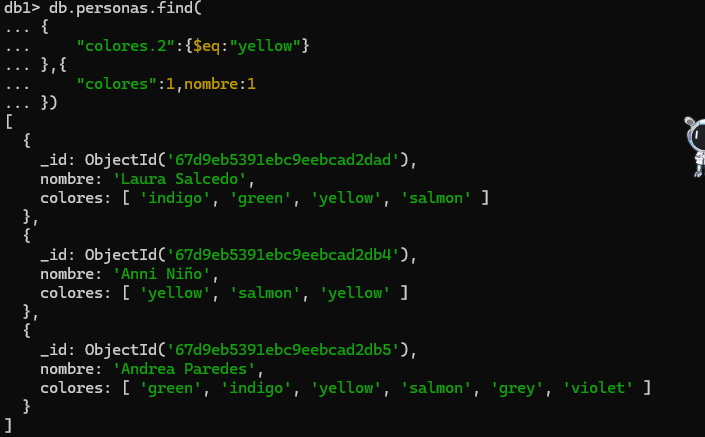 db1> db.personas.find(
... {
...     "colores.2":{$eq:"yellow"}
... },{
...     "colores":1,nombre:1
... })
[
  {
    _id: ObjectId('67d9eb5391ebc9eebcad2dad'),
    nombre: 'Laura Salcedo',
    colores: [ 'indigo', 'green', 'yellow', 'salmon' ]
  },
  {
    _id: ObjectId('67d9eb5391ebc9eebcad2db4'),
    nombre: 'Anni Niño',
    colores: [ 'yellow', 'salmon', 'yellow' ]
  },
  {
    _id: ObjectId('67d9eb5391ebc9eebcad2db5'),
    nombre: 'Andrea Paredes',
    colores: [ 'green', 'indigo', 'yellow', 'salmon', 'grey', 'violet' ]
  }
]